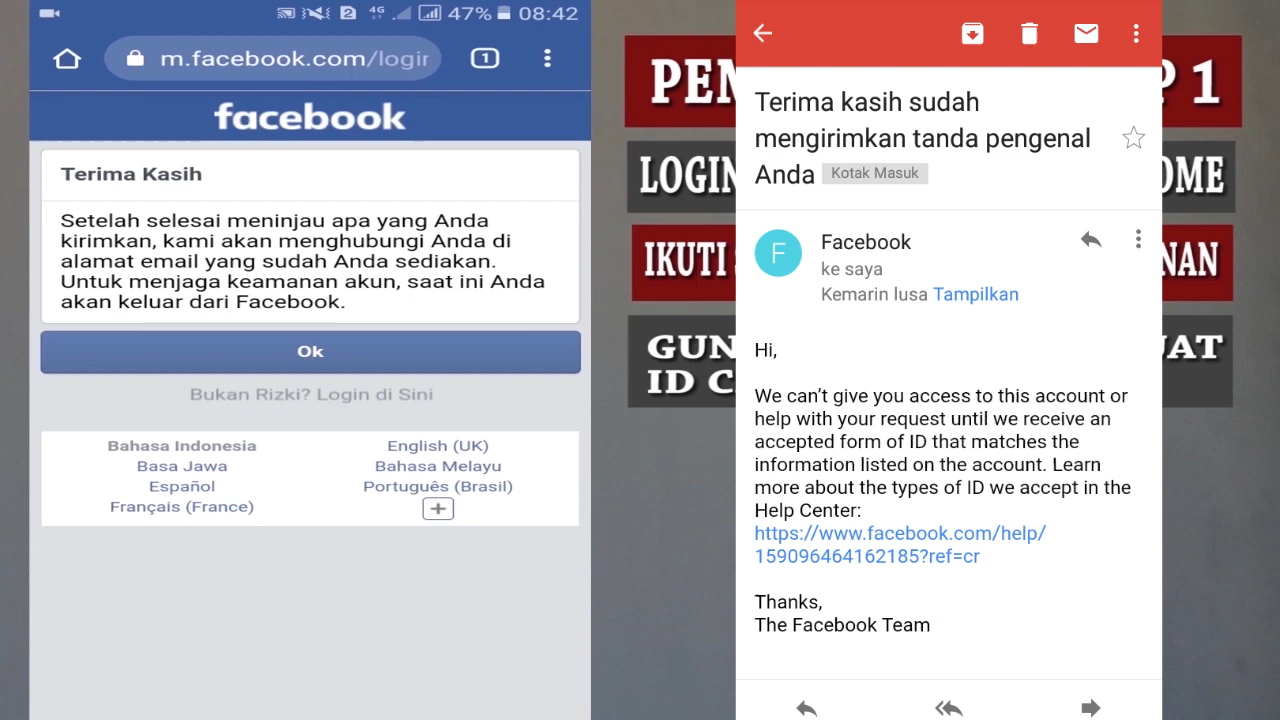 47% 08:42
4G
2
m.facebook.com/login
1
facebook
Terima Kasih
Setelah selesai meninjau apa yang Anda
kirimkan, kami akan menghubungi Anda di
alamat email yang sudah Anda sediakan.
Untuk menjaga keamanan akun, saat ini Anda
akan keluar dari Facebook.
Ok
Bukan Rizki? Login di Sini
Bahasa Indonesia
English (UK)
Basa Jawa
Bahasa Melayu
Español
Português (Brasil)
Français (France)
Terima kasih sudah
mengirimkan tanda pengenal
Anda Kotak Masuk
F
Facebook
ke saya
Kemarin lusa Tampilkan
Hi,
We can’t give you access to this account or
help with your request until we receive an
accepted form of ID that matches the
information listed on the account. Learn
more about the types of ID we accept in the
Help Center:
https://www.facebook.com/help/
159096464162185?ref=cr
Thanks,
The Facebook Team
1
LOGIN
IKUTI
ID